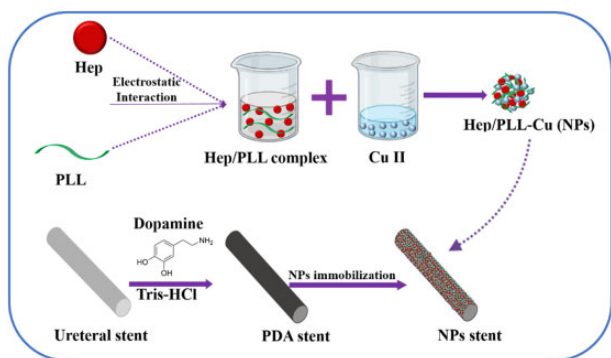 Hep
Electrostatic
Interaction
PLL
Hep/PLL complex
Cu II
Hep/PLL-Cu (NPs)
Dopamine
NH₂
HO
OH
Tris-HCl
NPs immobilization
Ureteral stent
PDA stent
NPs stent